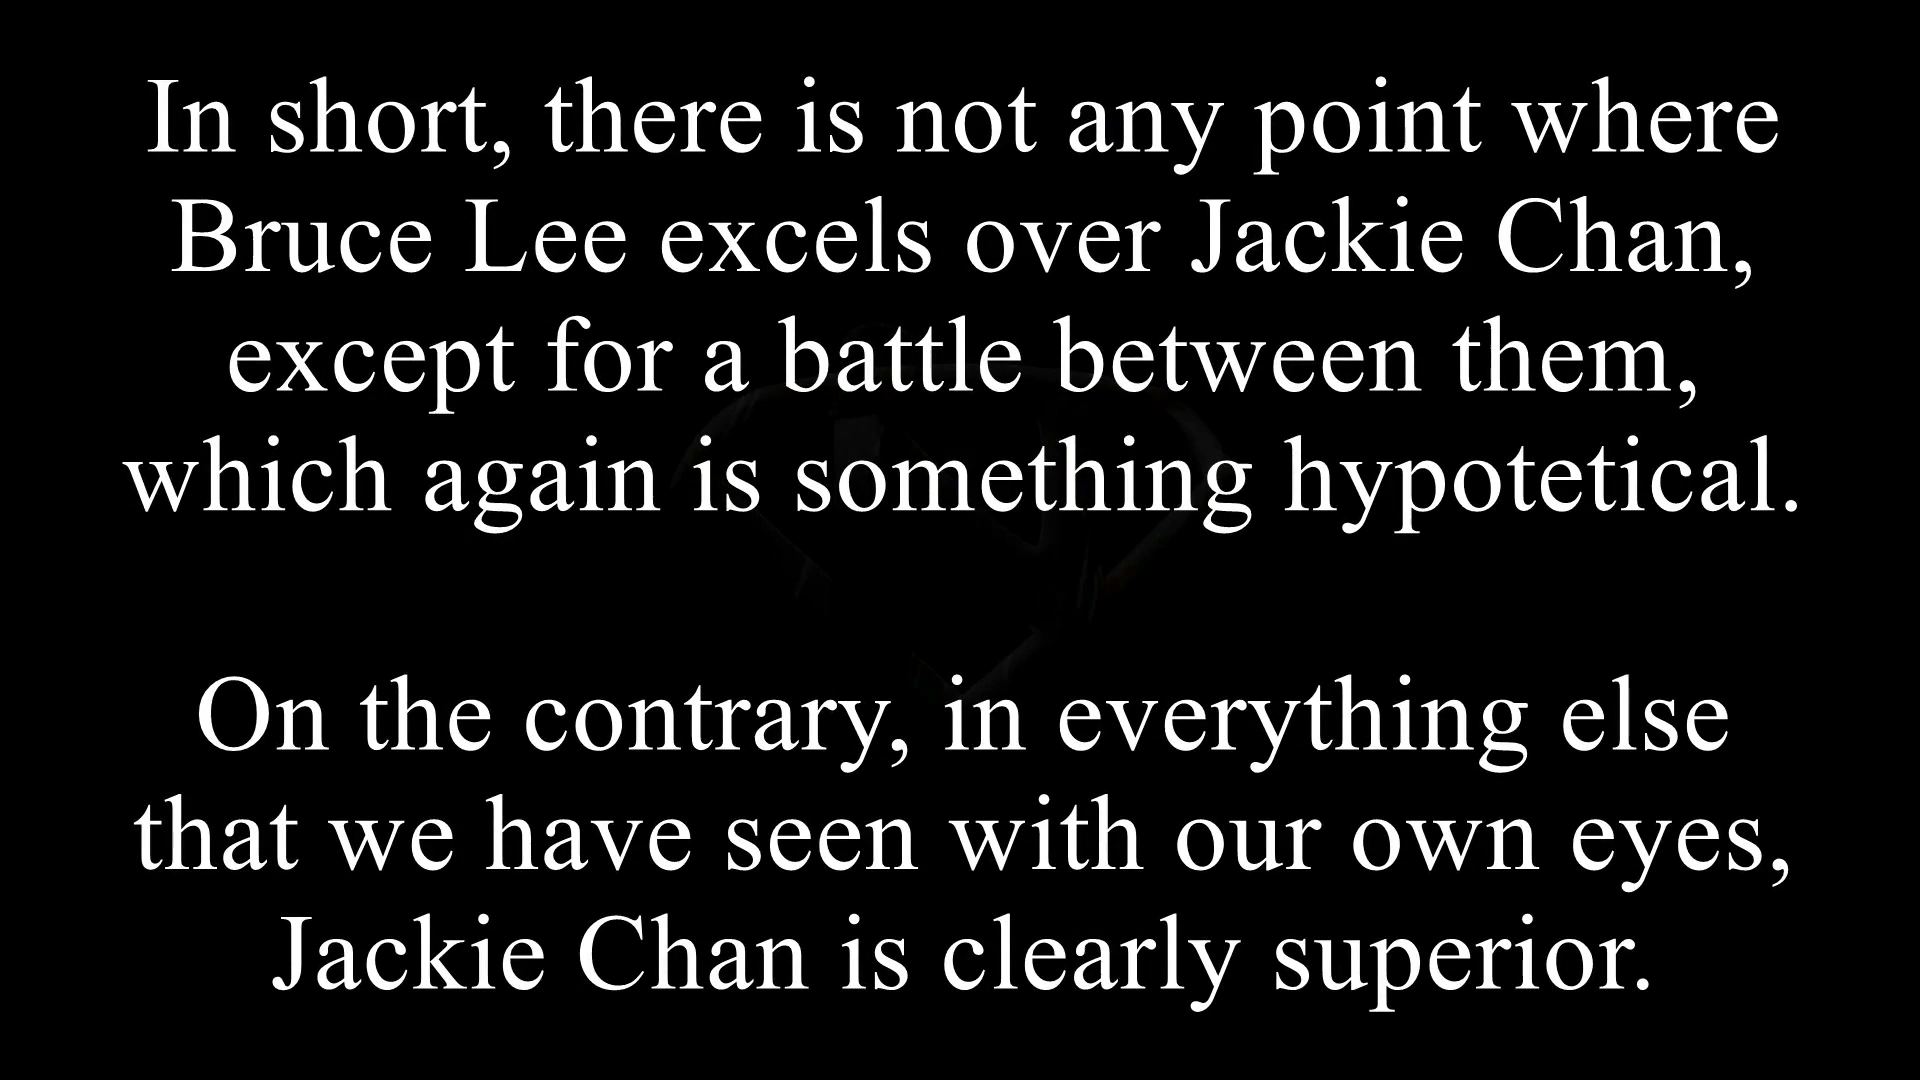 In short, there is not any point where
Bruce Lee excels over Jackie Chan,
except for a battle between them,
which again is something hypotetical.
On the contrary, in everything else
that we have seen with our own eyes,
Jackie Chan is clearly superior.